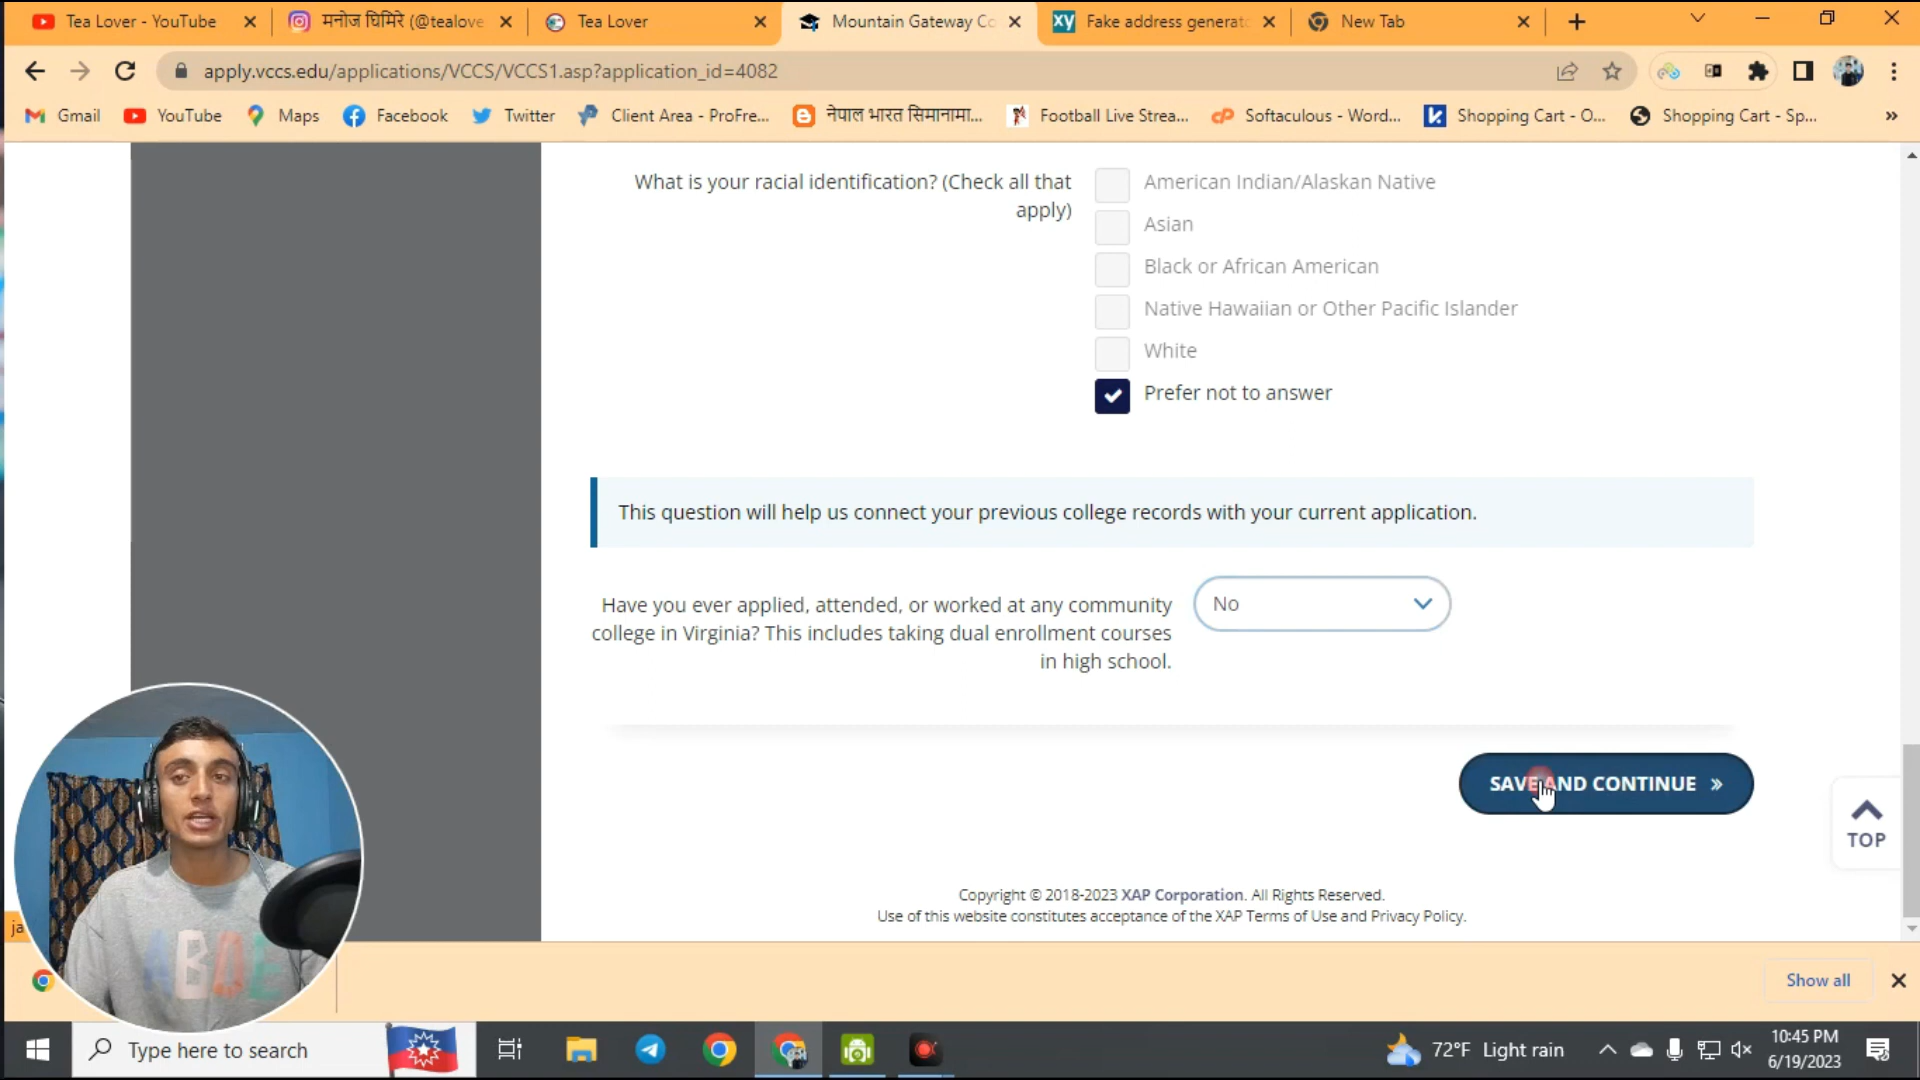 Tea Lover - YouTube
मनोज घिमिरे (@tealove
Tea Lover
Mountain Gateway Co
XY Fake address generato
New Tab
apply.vccs.edu/applications/VCCS/VCCS1.asp?application_id=4082
Gmail
YouTube
Maps
Facebook
Twitter
Client Area - ProFre...
नेपाल भारत सिमानामा...
Football Live Strea...
Softaculous - Word...
Shopping Cart - O...
Shopping Cart - Sp...
What is your racial identification? (Check all that
apply)
American Indian/Alaskan Native
Asian
Black or African American
Native Hawaiian or Other Pacific Islander
White
Prefer not to answer
This question will help us connect your previous college records with your current application.
Have you ever applied, attended, or worked at any community
college in Virginia? This includes taking dual enrollment courses
in high school.
No
SAVE AND CONTINUE »
TOP
Copyright © 2018-2023 XAP Corporation. All Rights Reserved.
Use of this website constitutes acceptance of the XAP Terms of Use and Privacy Policy.
Show all
Type here to search
72°F Light rain
10:45 PM
6/19/2023